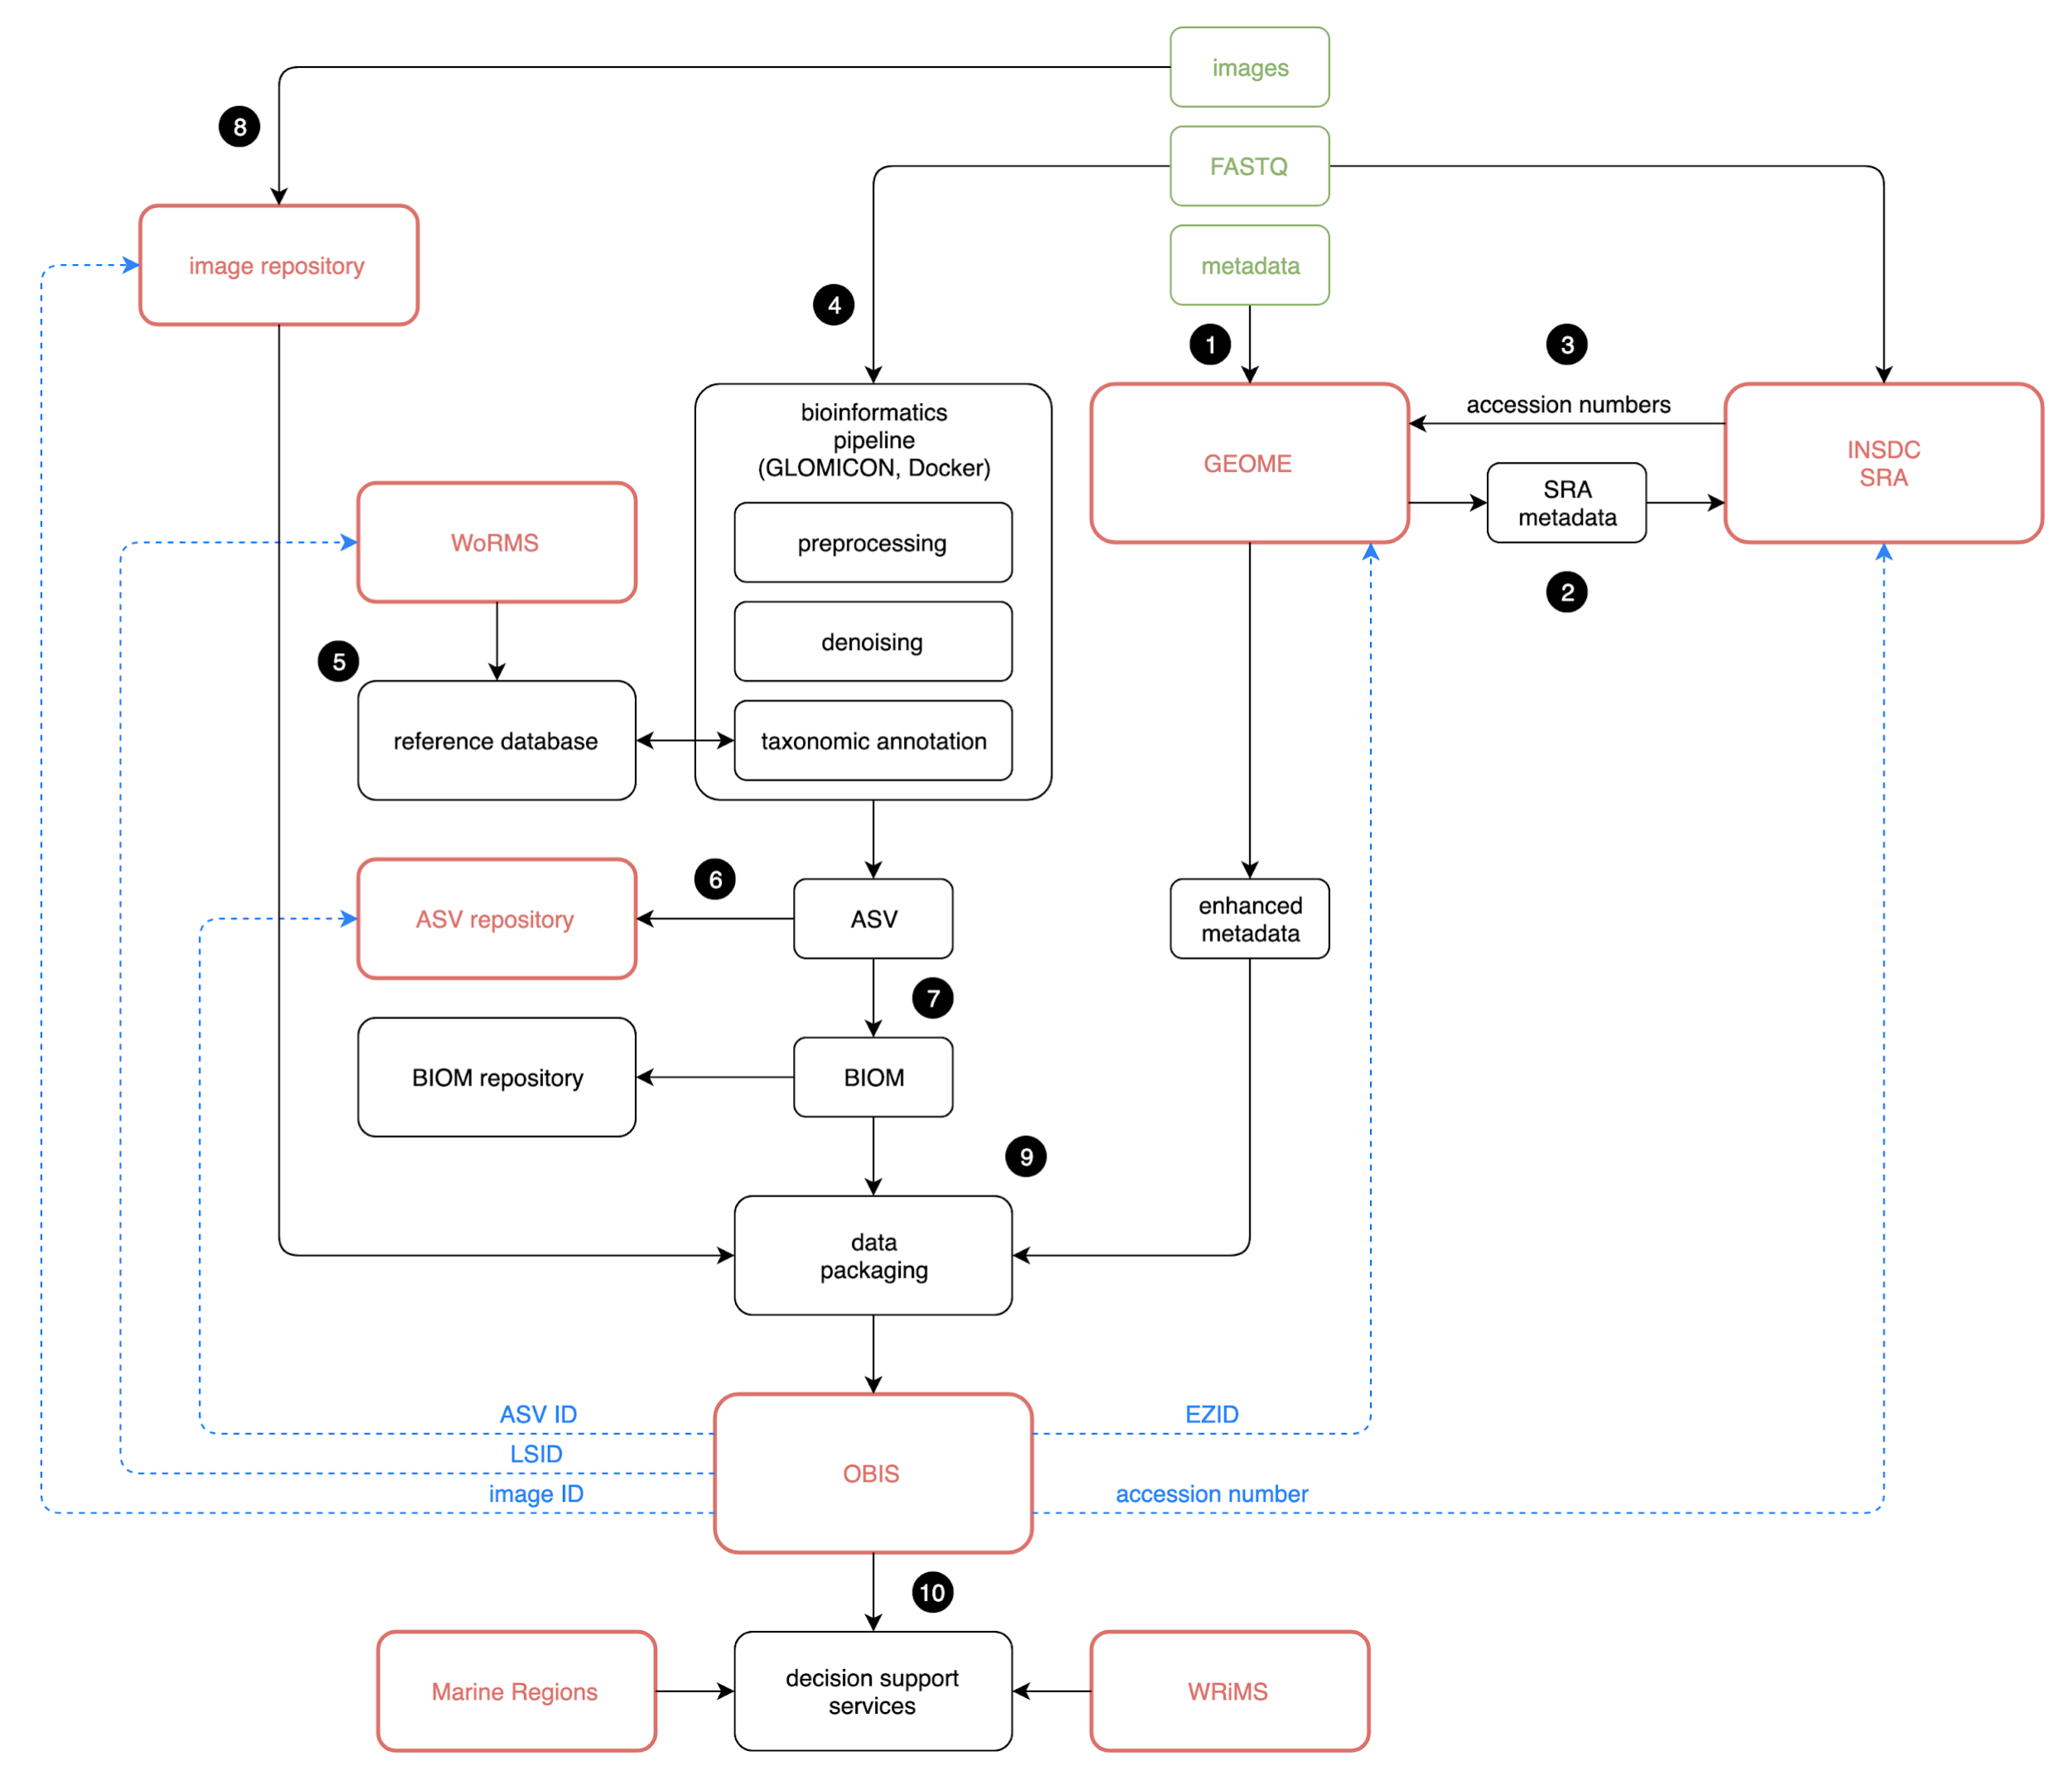 images
8
FASTQ
image repository
metadata
4
1
3
bioinformatics
pipeline
(GLOMICON, Docker)
accession numbers
GEOME
INSDC
SRA
SRA
metadata
WoRMS
preprocessing
2
denoising
5
reference database
taxonomic annotation
6
ASV repository
ASV
enhanced
metadata
7
BIOM repository
BIOM
9
data
packaging
ASV ID
EZID
LSID
OBIS
image ID
accession number
10
Marine Regions
decision support
services
WRiMS